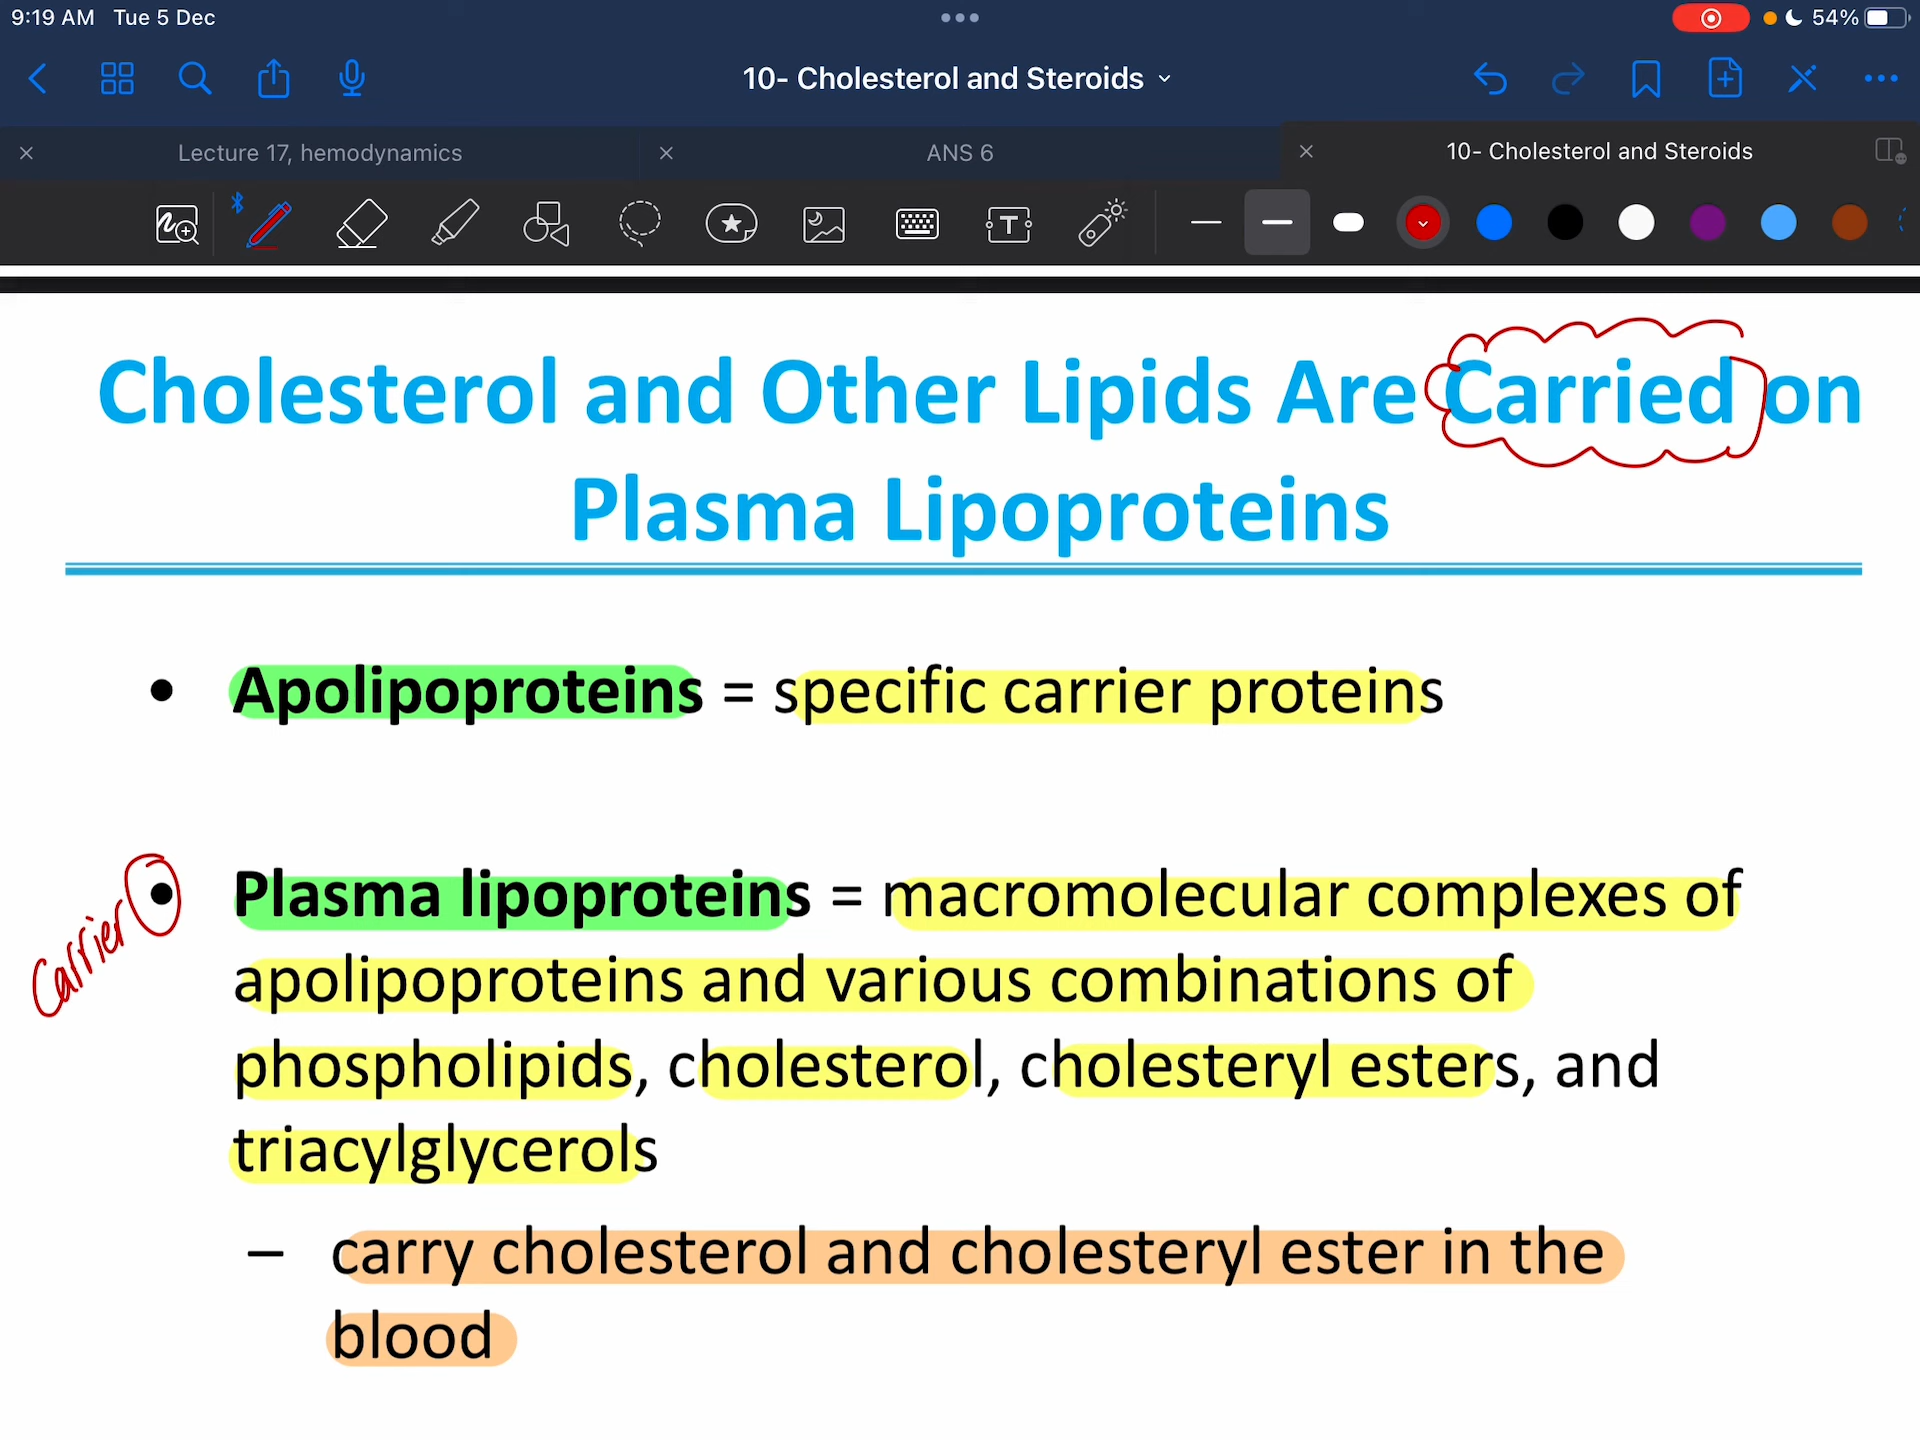 9:19 AM Tue 5 Dec
54%
10- Cholesterol and Steroids
Lecture 17, hemodynamics
ANS 6
10- Cholesterol and Steroids
Cholesterol and Other Lipids Are Carried on
Plasma Lipoproteins
• Apolipoproteins = specific carrier proteins
Carrier
• Plasma lipoproteins = macromolecular complexes of
apolipoproteins and various combinations of
phospholipids, cholesterol, cholesteryl esters, and
triacylglycerols
– carry cholesterol and cholesteryl ester in the
blood